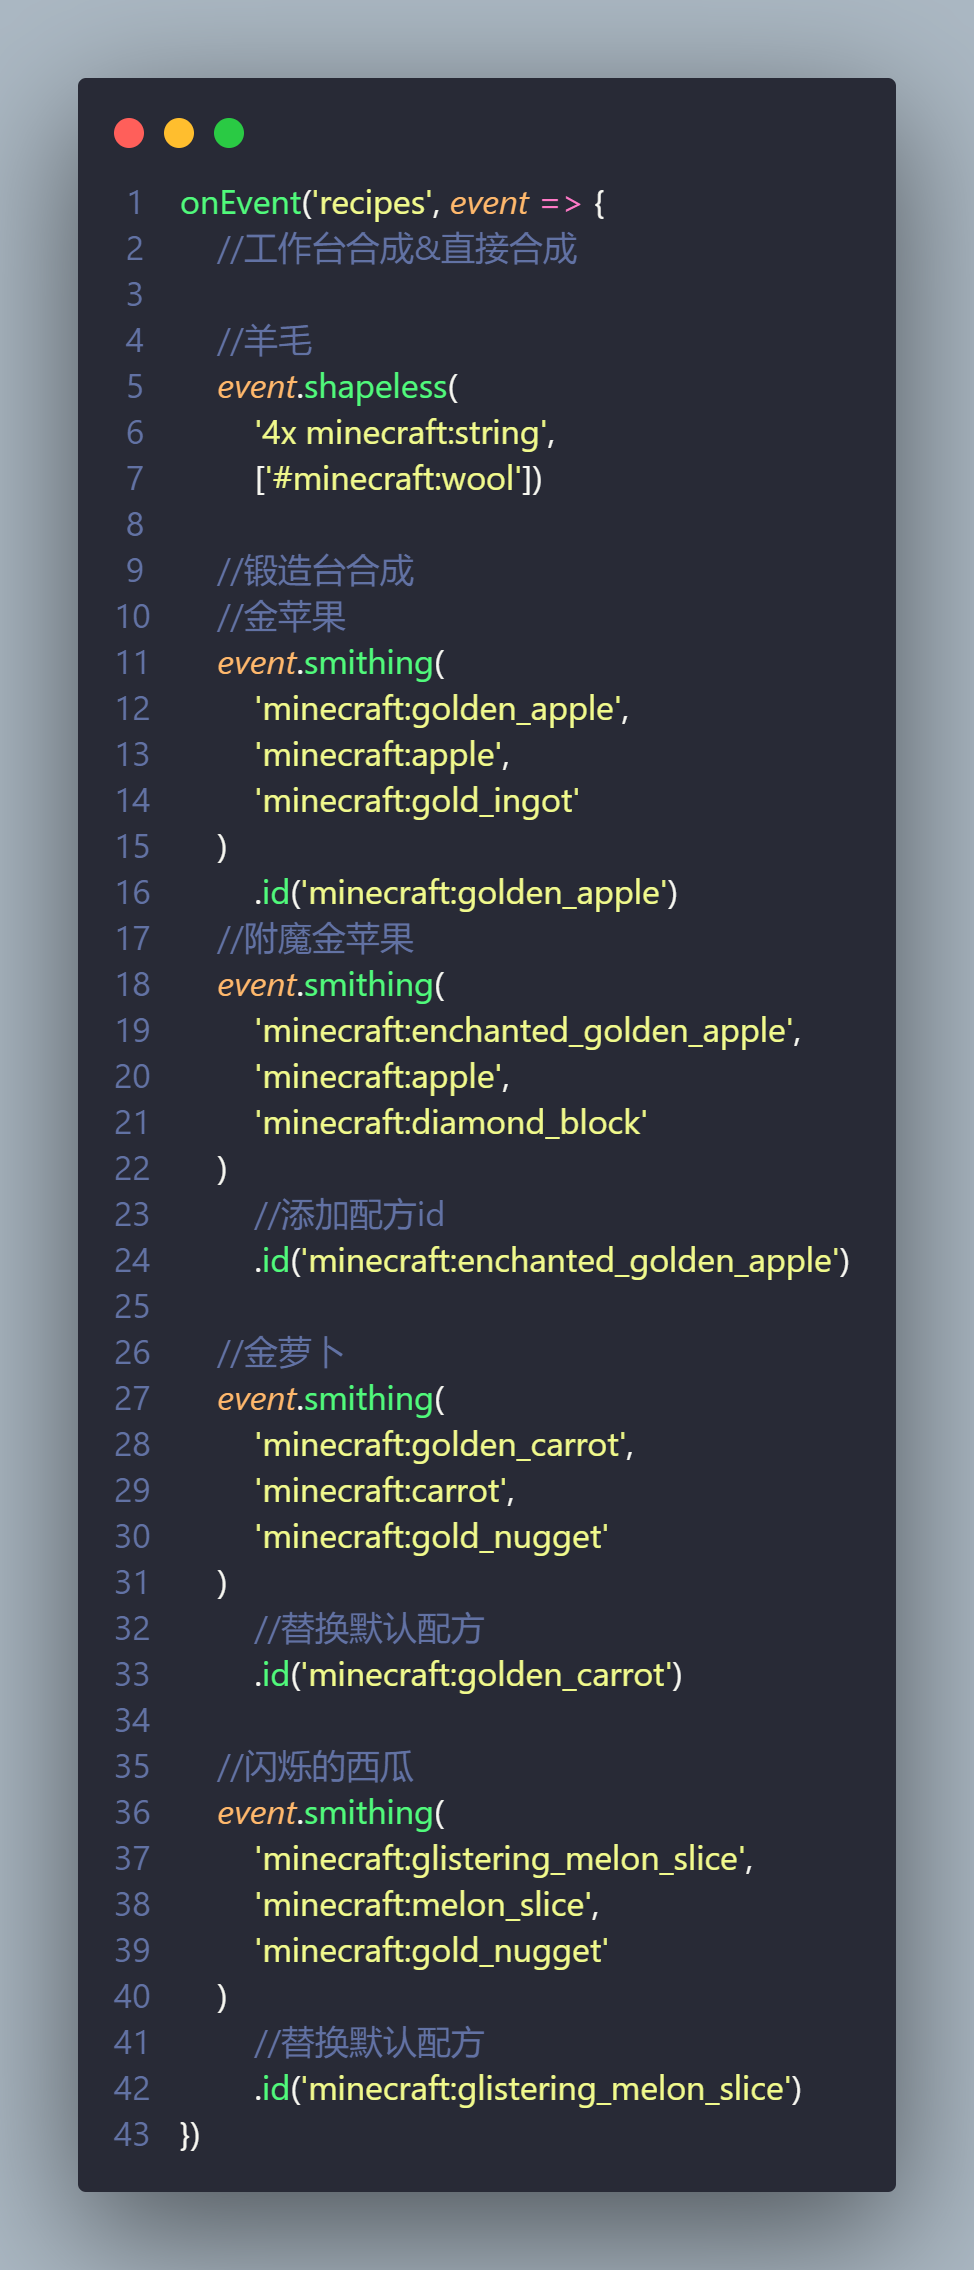 1 onEvent('recipes', event => {
2 //工作台合成&直接合成
3
4 //羊毛
5 event.shapeless(
6 '4x minecraft:string',
7 ['#minecraft:wool'])
8
9 //锻造台合成
10 //金苹果
11 event.smithing(
12 'minecraft:golden_apple',
13 'minecraft:apple',
14 'minecraft:gold_ingot'
15 )
16 .id('minecraft:golden_apple')
17 //附魔金苹果
18 event.smithing(
19 'minecraft:enchanted_golden_apple',
20 'minecraft:apple',
21 'minecraft:diamond_block'
22 )
23 //添加配方id
24 .id('minecraft:enchanted_golden_apple')
25
26 //金萝卜
27 event.smithing(
28 'minecraft:golden_carrot',
29 'minecraft:carrot',
30 'minecraft:gold_nugget'
31 )
32 //替换默认配方
33 .id('minecraft:golden_carrot')
34
35 //闪烁的西瓜
36 event.smithing(
37 'minecraft:glistering_melon_slice',
38 'minecraft:melon_slice',
39 'minecraft:gold_nugget'
40 )
41 //替换默认配方
42 .id('minecraft:glistering_melon_slice')
43 })